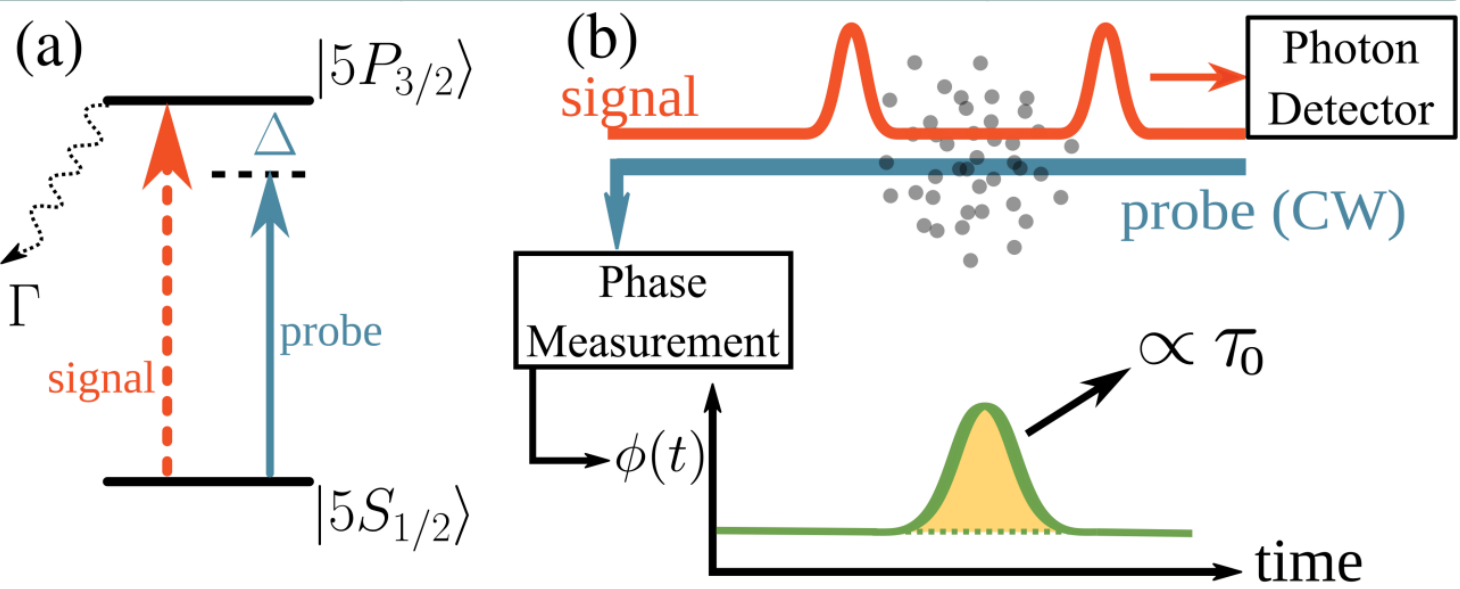 (a)
|5P₃/₂⟩
Δ
Γ
signal
probe
|5S₁/₂⟩
(b)
signal
Photon
Detector
probe (CW)
Phase
Measurement
ϕ(t)
∝ τ₀
time